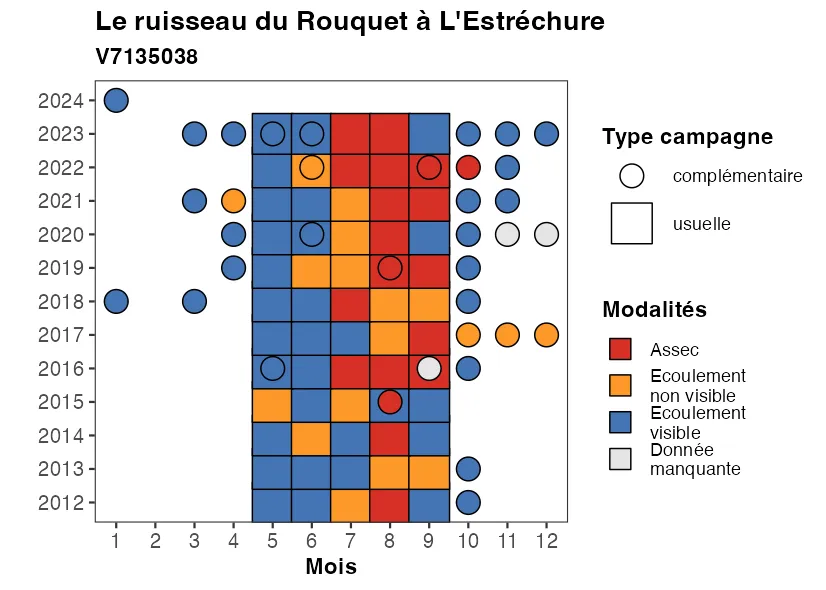 Le ruisseau du Rouquet à L'Estréchure
V7135038
2024
2023
2022
2021
2020
2019
2018
2017
2016
2015
2014
2013
2012
1 2 3 4 5 6 7 8 9 10 11 12
Mois
Type campagne
complémentaire
usuelle
Modalités
Assec
Ecoulement
non visible
Ecoulement
visible
Donnée
manquante